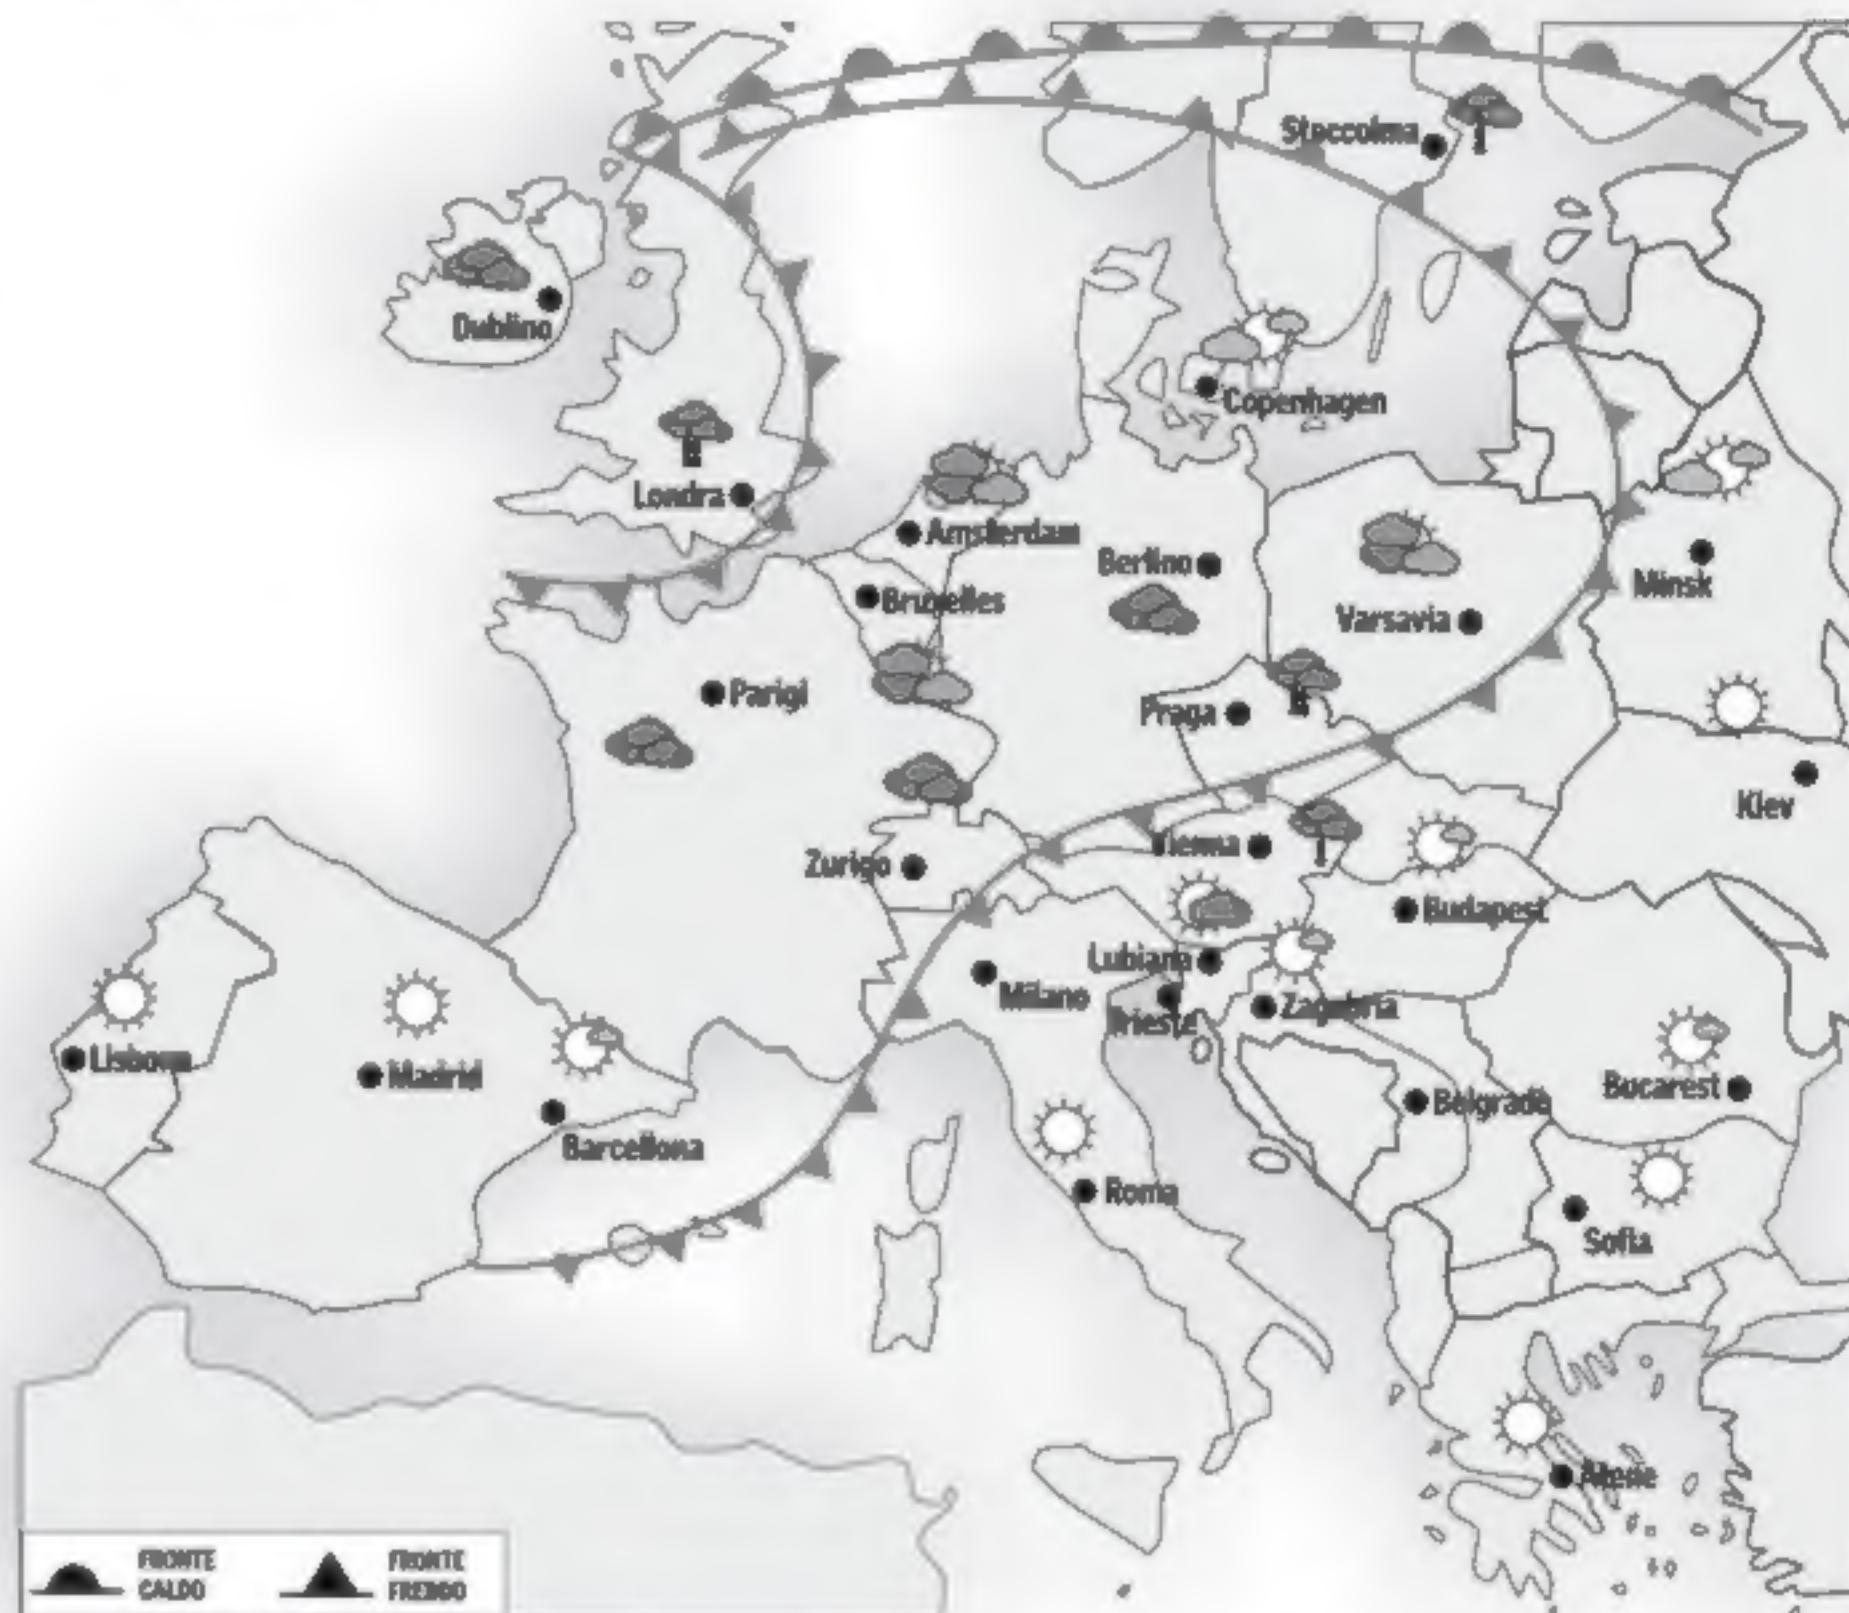 Stoccolma
Dublino
Copenhagen
Londra
Amsterdam
Berlino
Minsk
Bruxelles
Varsavia
Parigi
Praga
Kiev
Vienna
Zurigo
Budapest
Lubiana
Milano
Zagabria
Trieste
Lisbona
Madrid
Bucarest
Belgrado
Barcellona
Roma
Sofia
Atene
FRONTE
CALDO
FRONTE
FREDDO